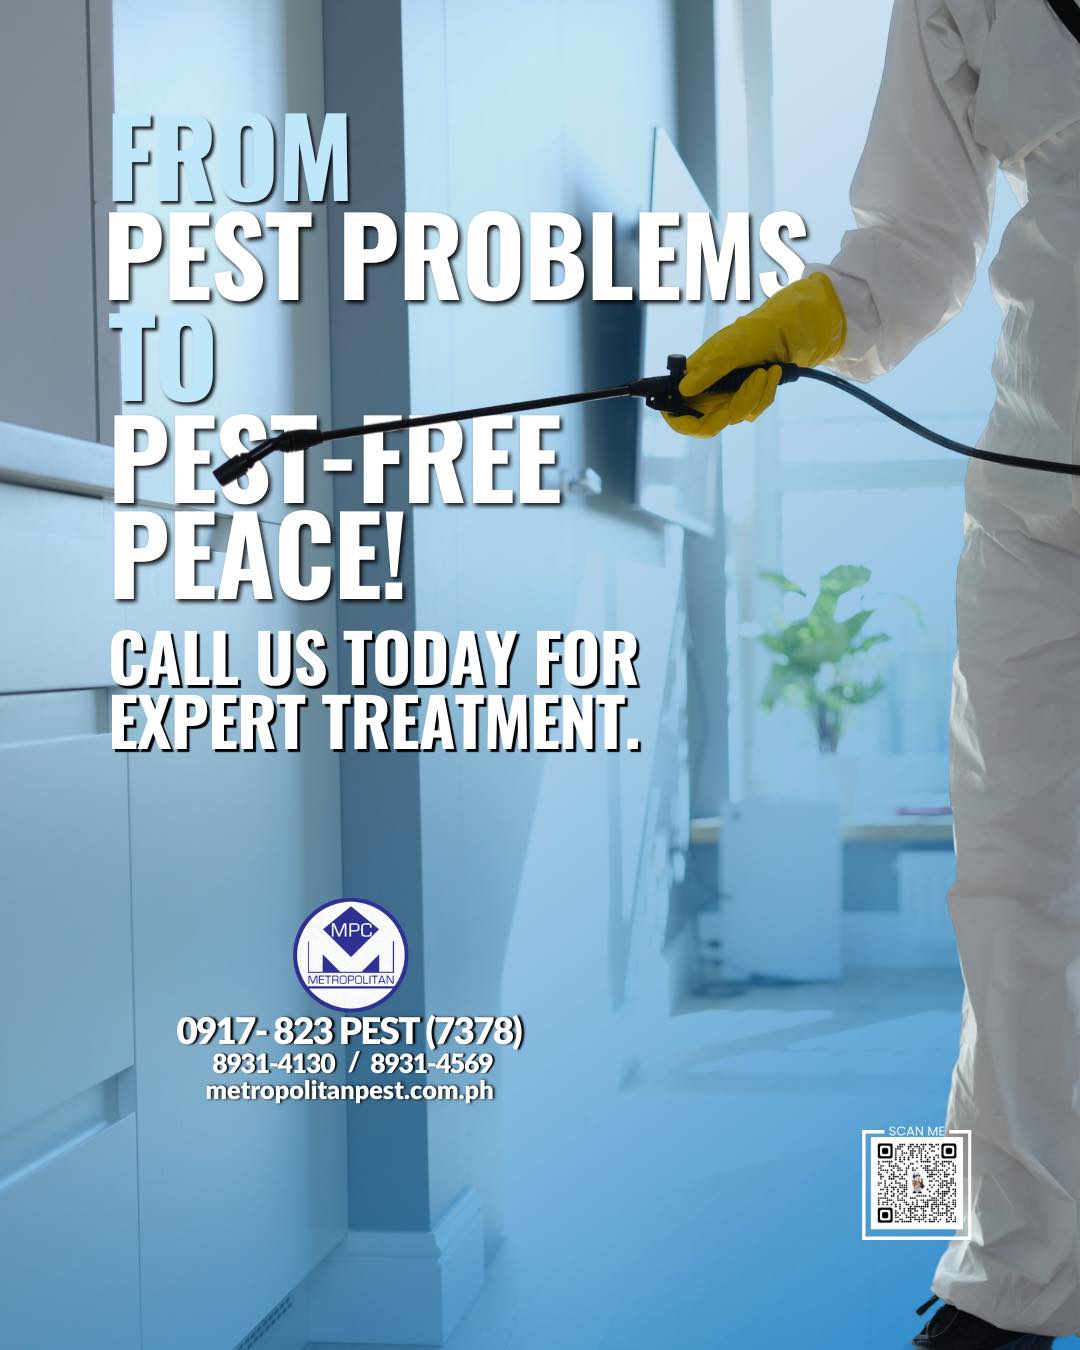 FROM
PEST PROBLEMS
TO
PEST-FREE
PEACE!
CALL US TODAY FOR
EXPERT TREATMENT.
MPC
METROPOLITAN
0917- 823 PEST (7378)
8931-4130 / 8931-4569
metropolitanpest.com.ph
SCAN ME